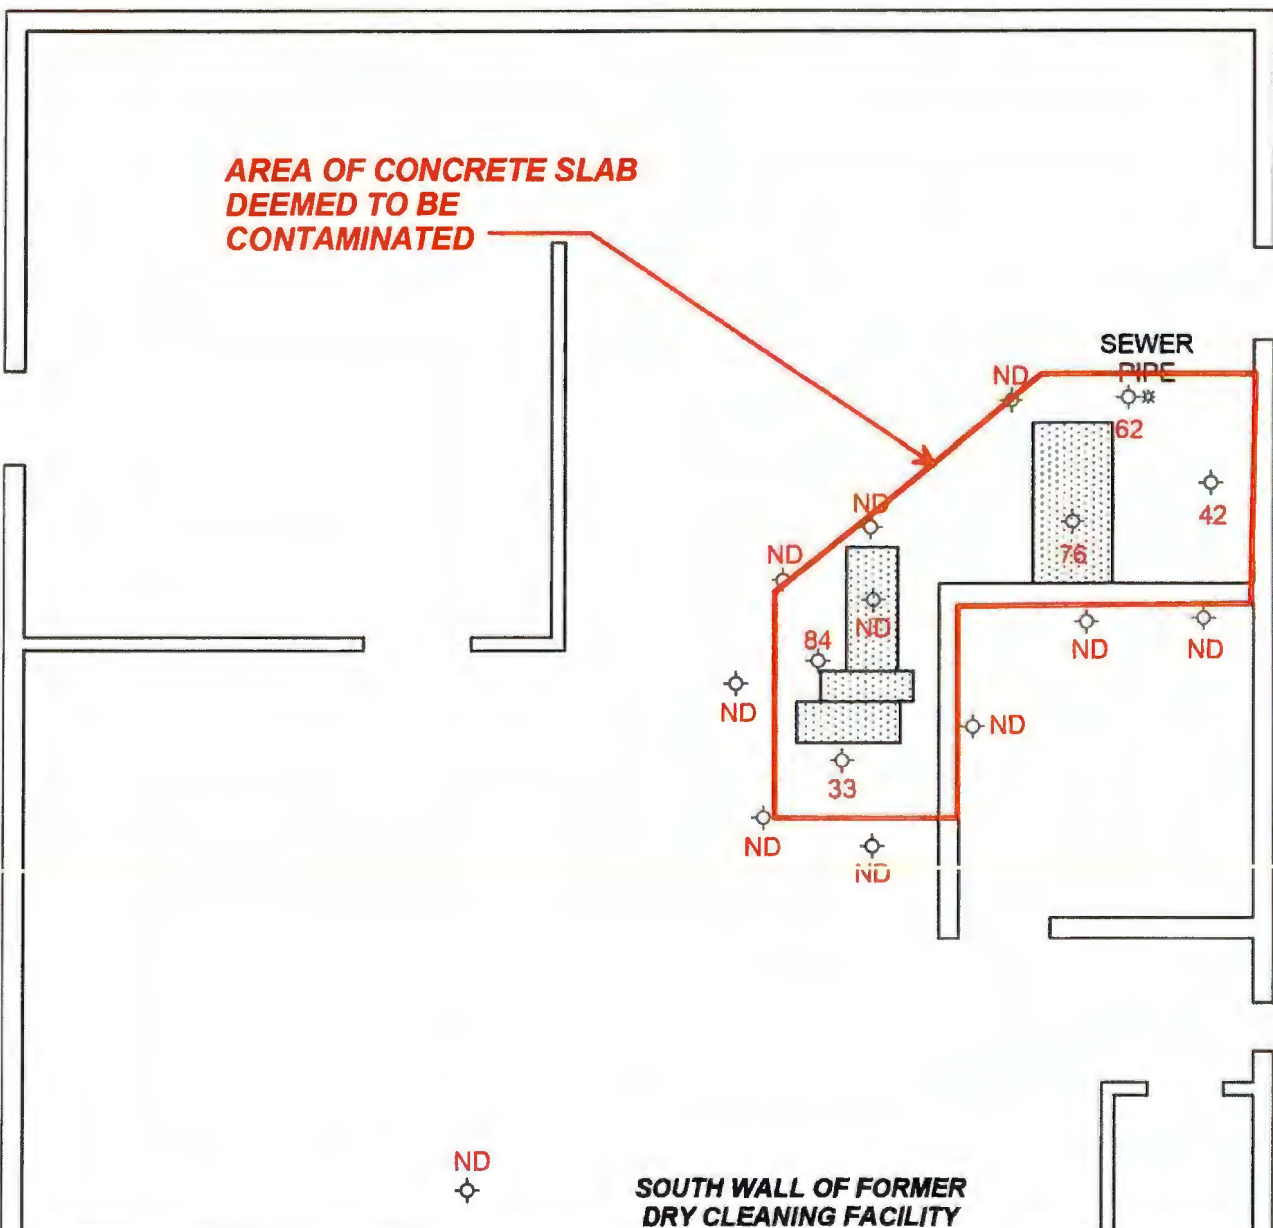 AREA OF CONCRETE SLAB
DEEMED TO BE
CONTAMINATED
SEWER
PIPE
ND
62
42
ND
76
ND
ND
84
ND
ND
ND
ND
33
ND
ND
ND
SOUTH WALL OF FORMER
DRY CLEANING FACILITY